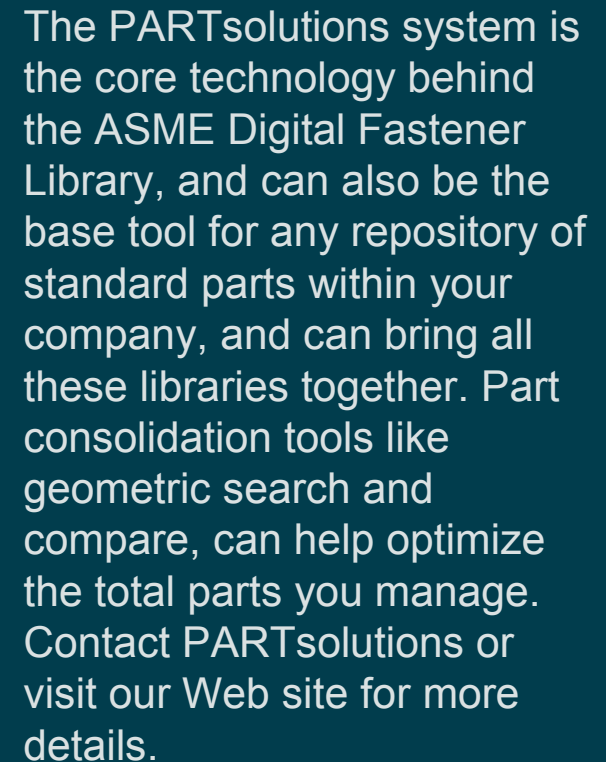 The PARTsolutions system is
the core technology behind
the ASME Digital Fastener
Library, and can also be the
base tool for any repository of
standard parts within your
company, and can bring all
these libraries together. Part
consolidation tools like
geometric search and
compare, can help optimize
the total parts you manage.
Contact PARTsolutions or
visit our Web site for more
details.